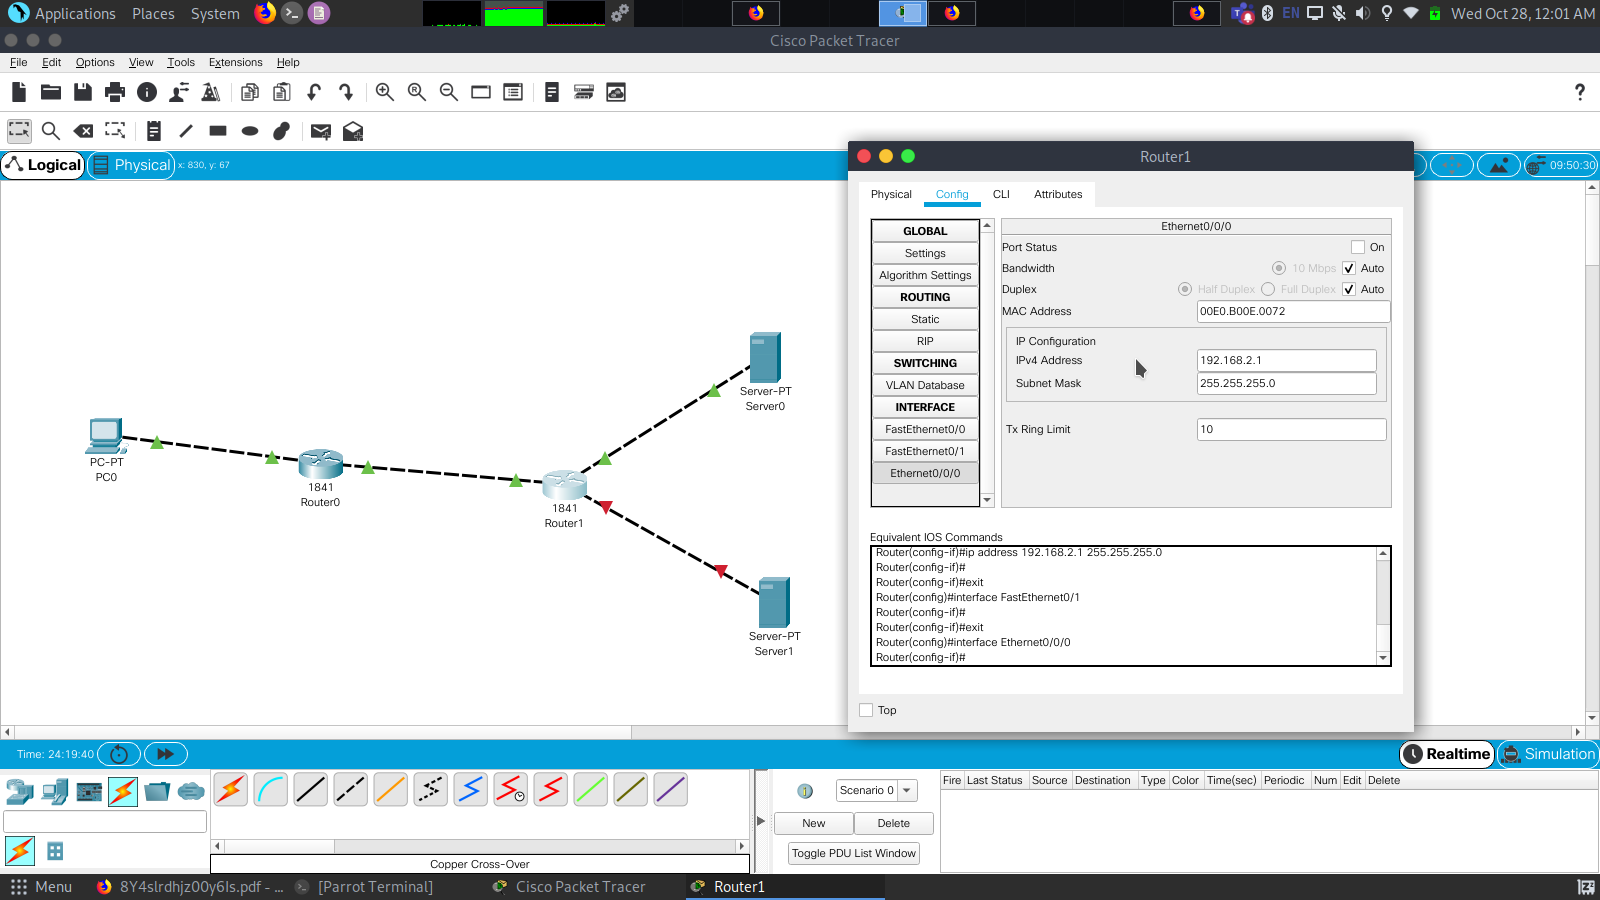 Applications Places System EN Wed Oct 28, 12:01 AM
Cisco Packet Tracer
File Edit Options View Tools Extensions Help
Logical Physical x: 830, y: 67 09:50:30
Router1
Physical Config CLI Attributes
GLOBAL
Settings
Algorithm Settings
ROUTING
Static
RIP
SWITCHING
VLAN Database
INTERFACE
FastEthernet0/0
FastEthernet0/1
Ethernet0/0/0
Ethernet0/0/0
Port Status On
Bandwidth 10 Mbps Auto
Duplex Half Duplex Full Duplex Auto
MAC Address 00E0.B00E.0072
IP Configuration
IPv4 Address 192.168.2.1
Subnet Mask 255.255.255.0
Tx Ring Limit 10
Equivalent IOS Commands
Router(config-if)#ip address 192.168.2.1 255.255.255.0
Router(config-if)#
Router(config-if)#exit
Router(config)#interface FastEthernet0/1
Router(config-if)#
Router(config-if)#exit
Router(config)#interface Ethernet0/0/0
Router(config-if)#
Top
PC-PT
PC0
1841
Router0
1841
Router1
Server-PT
Server0
Server-PT
Server1
Time: 24:19:40 Realtime Simulation
Copper Cross-Over
Scenario 0
New Delete
Toggle PDU List Window
Fire Last Status Source Destination Type Color Time(sec) Periodic Num Edit Delete
Menu 8Y4slrdhjz00y6Is.pdf - ... [Parrot Terminal] Cisco Packet Tracer Router1